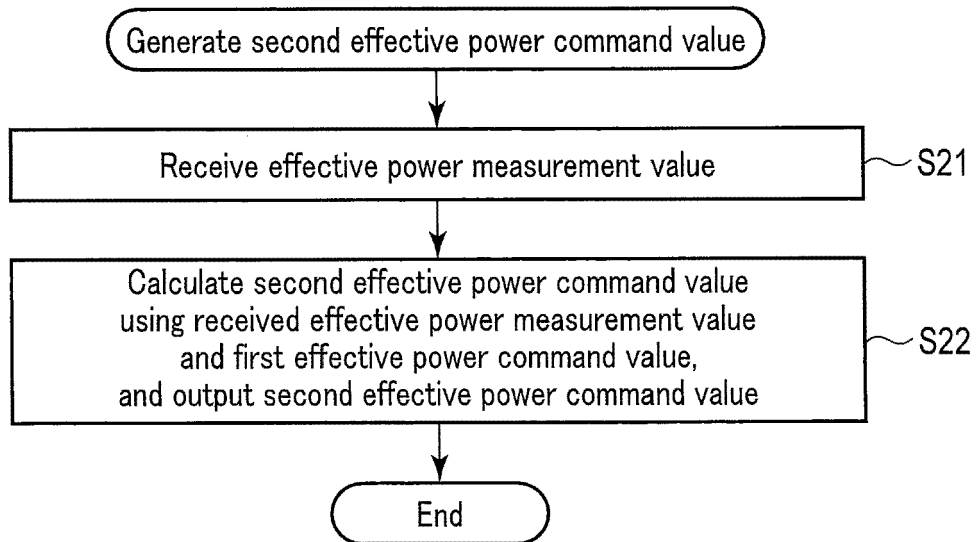 Generate second effective power command value
Receive effective power measurement value
S21
Calculate second effective power command value
using received effective power measurement value
and first effective power command value,
and output second effective power command value
S22
End